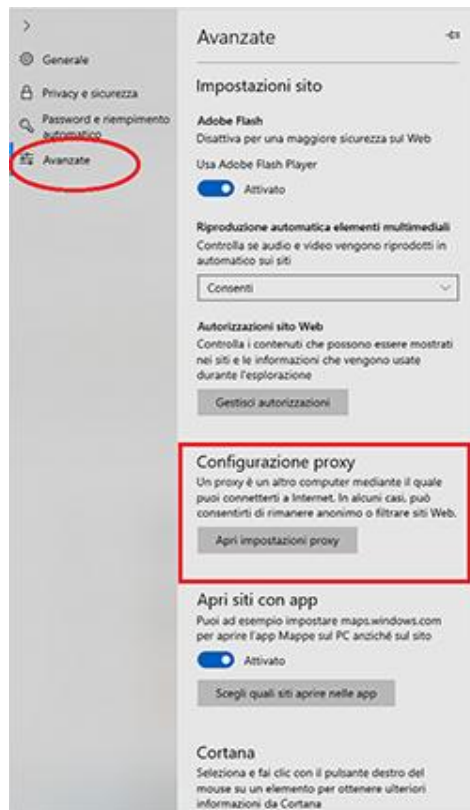 Generale
Privacy e sicurezza
Password e riempimento
automatico
Avanzate
Avanzate
Impostazioni sito
Adobe Flash
Disattiva per una maggiore sicurezza sul Web
Usa Adobe Flash Player
Attivato
Riproduzione automatica elementi multimediali
Controlla se audio e video vengono riprodotti in
automatico sui siti
Consenti
Autorizzazioni sito Web
Controlla i contenuti che possono essere mostrati
nei siti e le informazioni che vengono usate
durante l'esplorazione
Gestisci autorizzazioni
Configurazione proxy
Un proxy è un altro computer mediante il quale
puoi connetterti a Internet. In alcuni casi, può
consentirti di rimanere anonimo o filtrare siti Web.
Apri impostazioni proxy
Apri siti con app
Puoi ad esempio impostare maps.windows.com
per aprire l'app Mappe sul PC anziché sul sito
Attivato
Scegli quali siti aprire nelle app
Cortana
Seleziona e fai clic con il pulsante destro del
mouse su un elemento per ottenere ulteriori
informazioni da Cortana